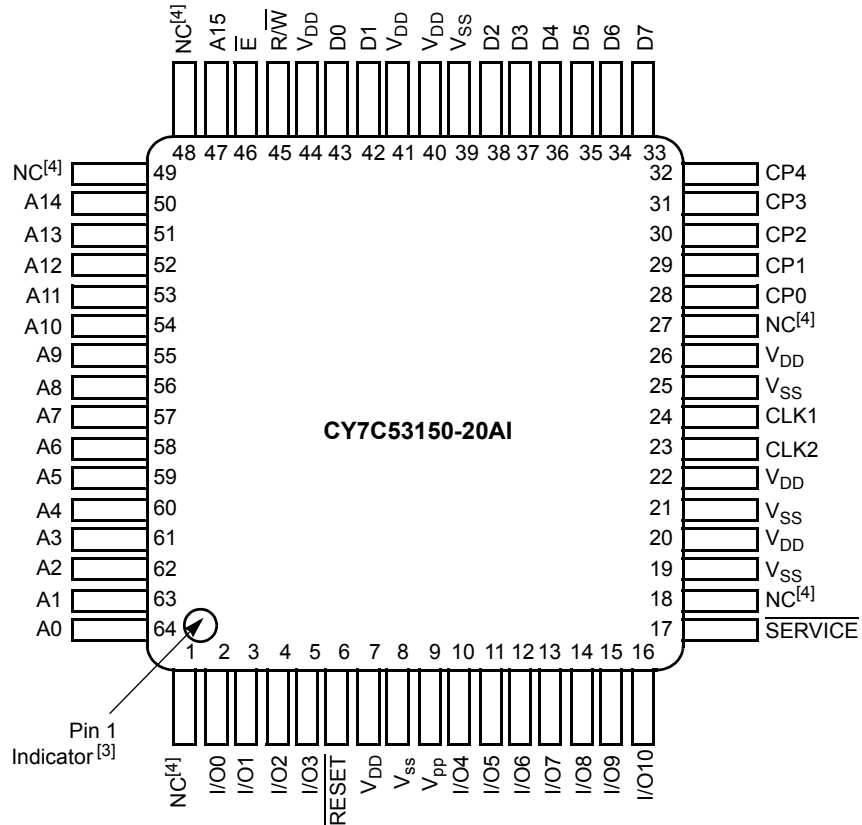 NC[4] A15 E R/W VDD D0 D1 VDD VDD VSS D2 D3 D4 D5 D6 D7
48 47 46 45 44 43 42 41 40 39 38 37 36 35 34 33
NC[4] 49 32 CP4
A14 50 31 CP3
A13 51 30 CP2
A12 52 29 CP1
A11 53 28 CP0
A10 54 27 NC[4]
A9 55 26 VDD
A8 56 25 VSS
A7 57 24 CLK1
CY7C53150-20AI
A6 58 23 CLK2
A5 59 22 VDD
A4 60 21 VSS
A3 61 20 VDD
A2 62 19 VSS
A1 63 18 NC[4]
A0 64 17 SERVICE
1 2 3 4 5 6 7 8 9 10 11 12 13 14 15 16
Pin 1
Indicator [3]
NC[4] I/O0 I/O1 I/O2 I/O3 RESET VDD Vss Vpp I/O4 I/O5 I/O6 I/O7 I/O8 I/O9 I/O10